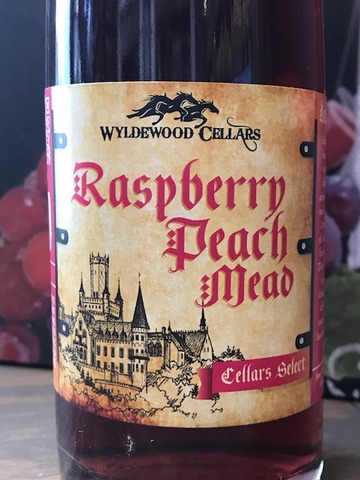 Wyldewood Cellars
Raspberry
Peach
Mead
Cellars Select